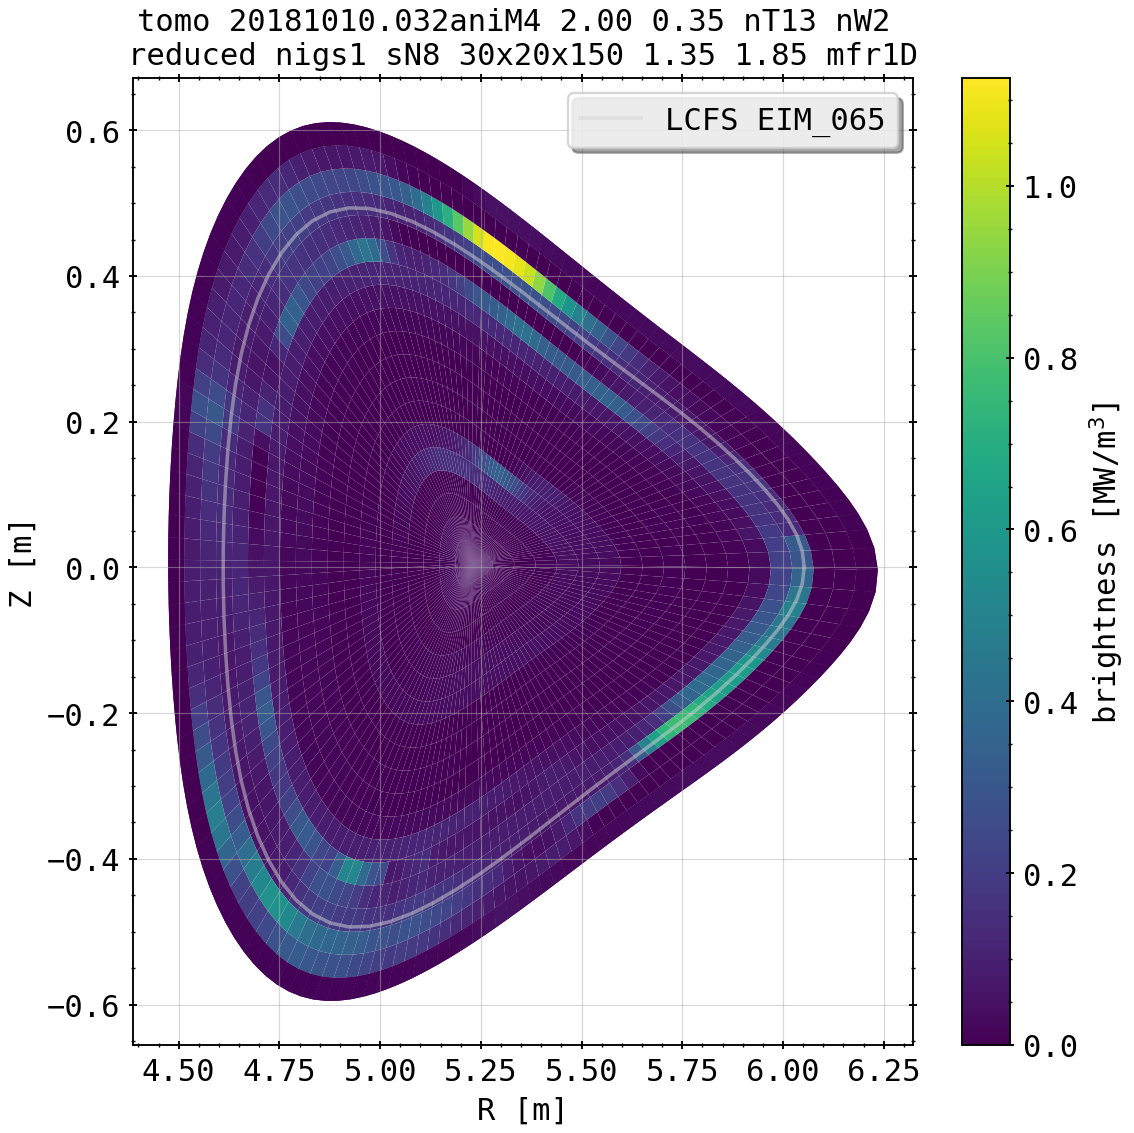 tomo 20181010.032aniM4 2.00 0.35 nT13 nW2
reduced nigs1 sN8 30x20x150 1.35 1.85 mfr1D
LCFS EIM_065
0.6
0.4
0.2
0.0
−0.2
−0.4
−0.6
Z [m]
4.50 4.75 5.00 5.25 5.50 5.75 6.00 6.25
R [m]
1.0
0.8
0.6
0.4
0.2
0.0
brightness [MW/m³]